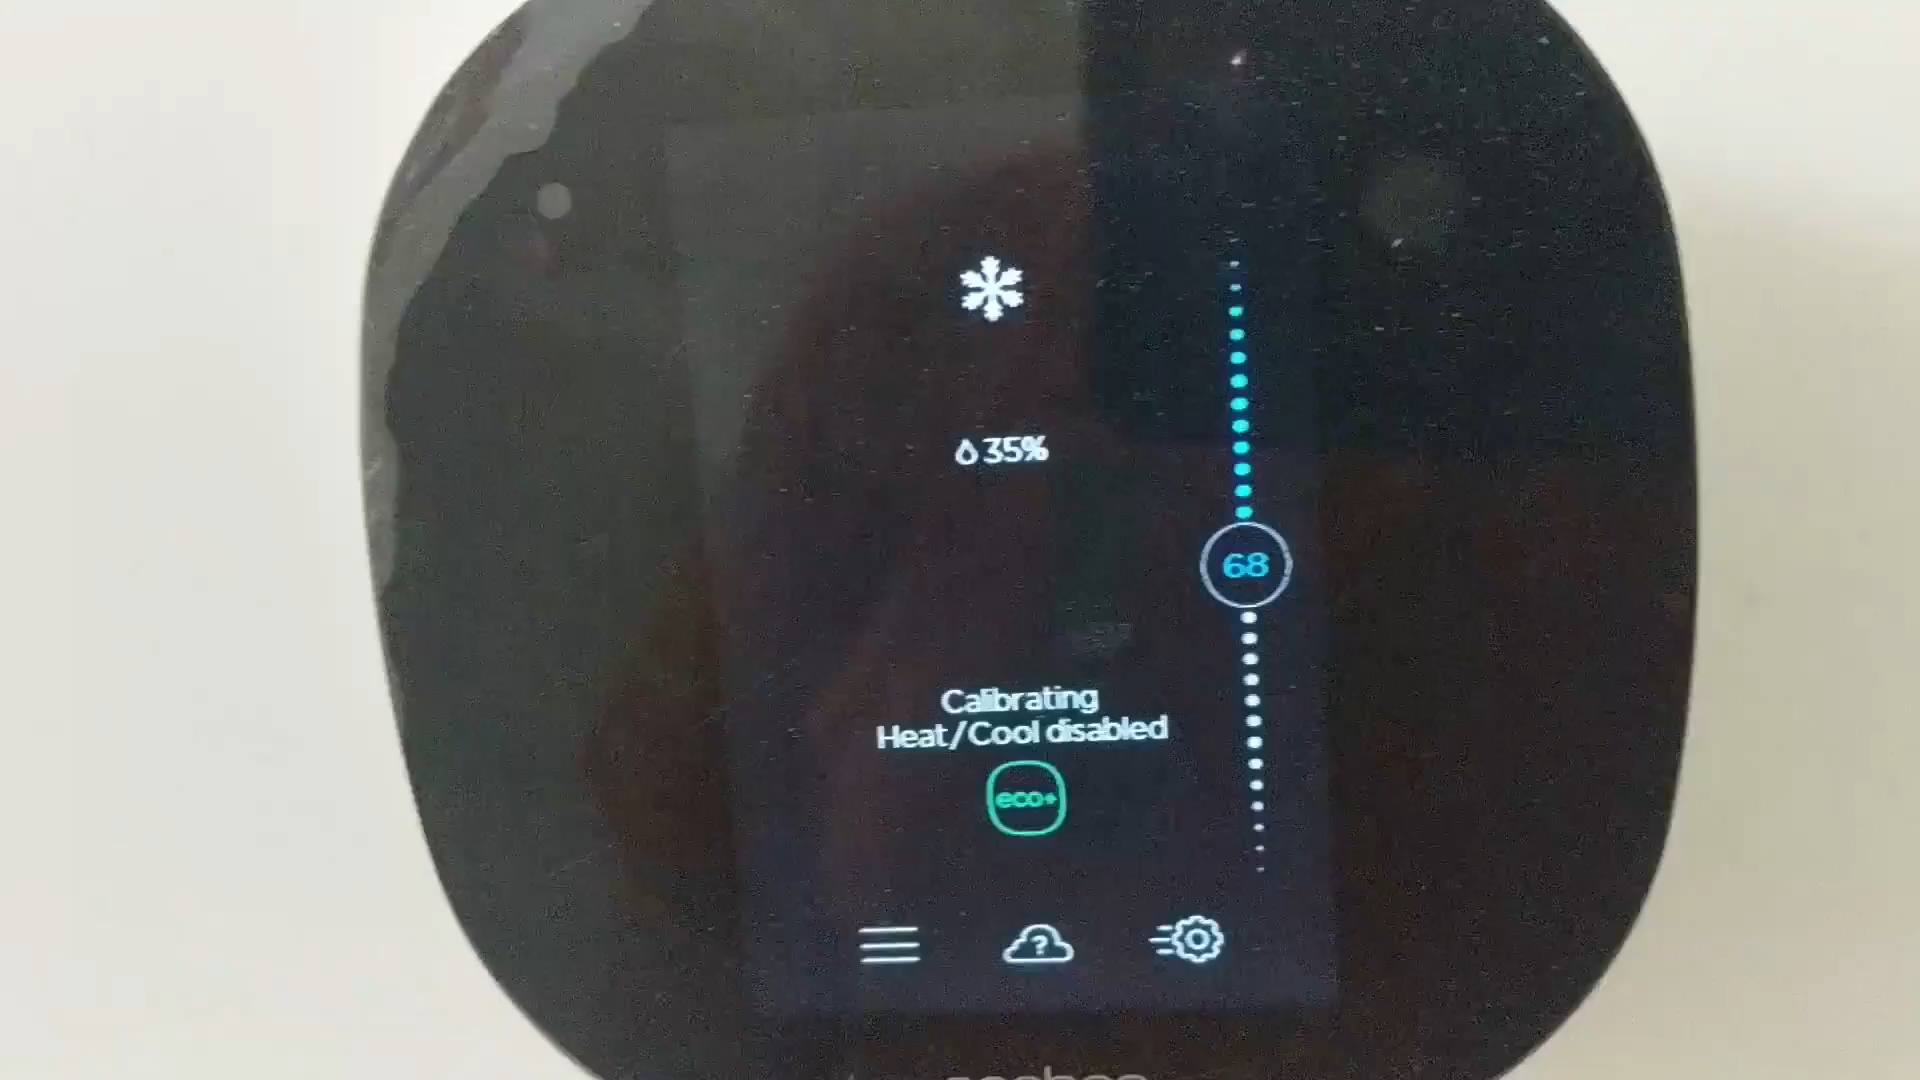 35%
68
Calibrating
Heat/Cool disabled
eco+
?